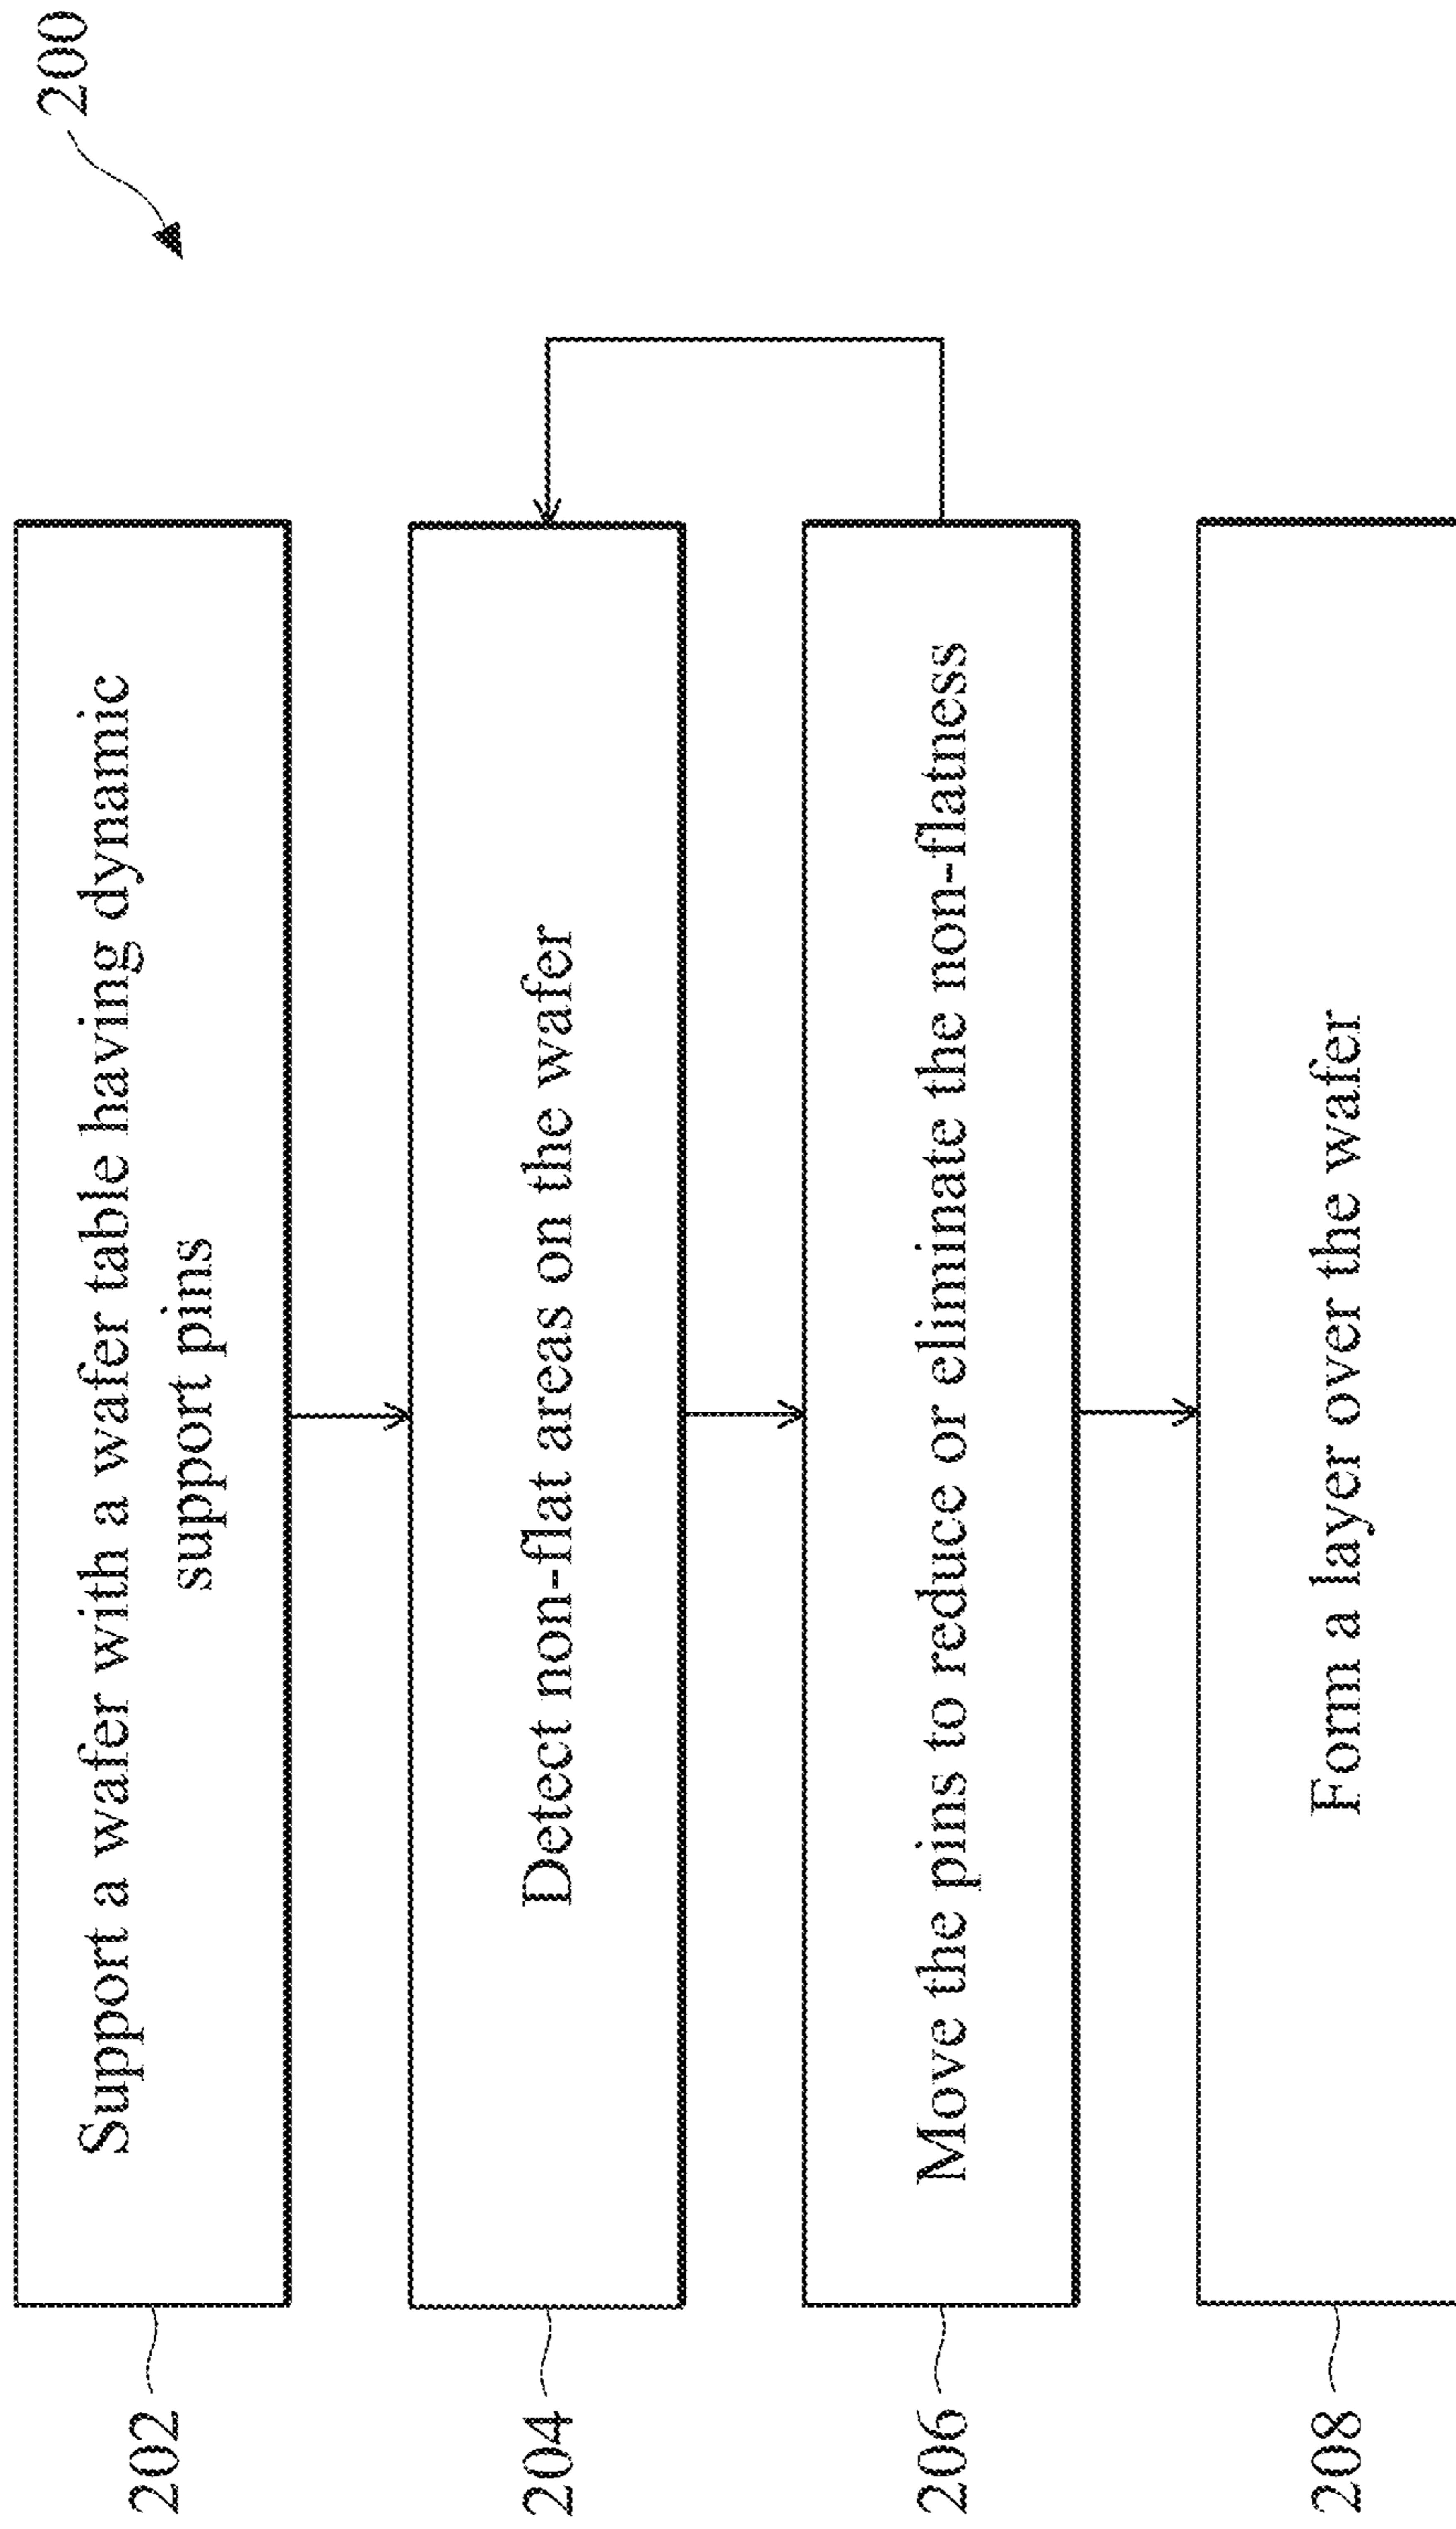 200
202
Support a wafer with a wafer table having dynamic
support pins
204
Detect non-flat areas on the wafer
206
Move the pins to reduce or eliminate the non-flatness
208
Form a layer over the wafer